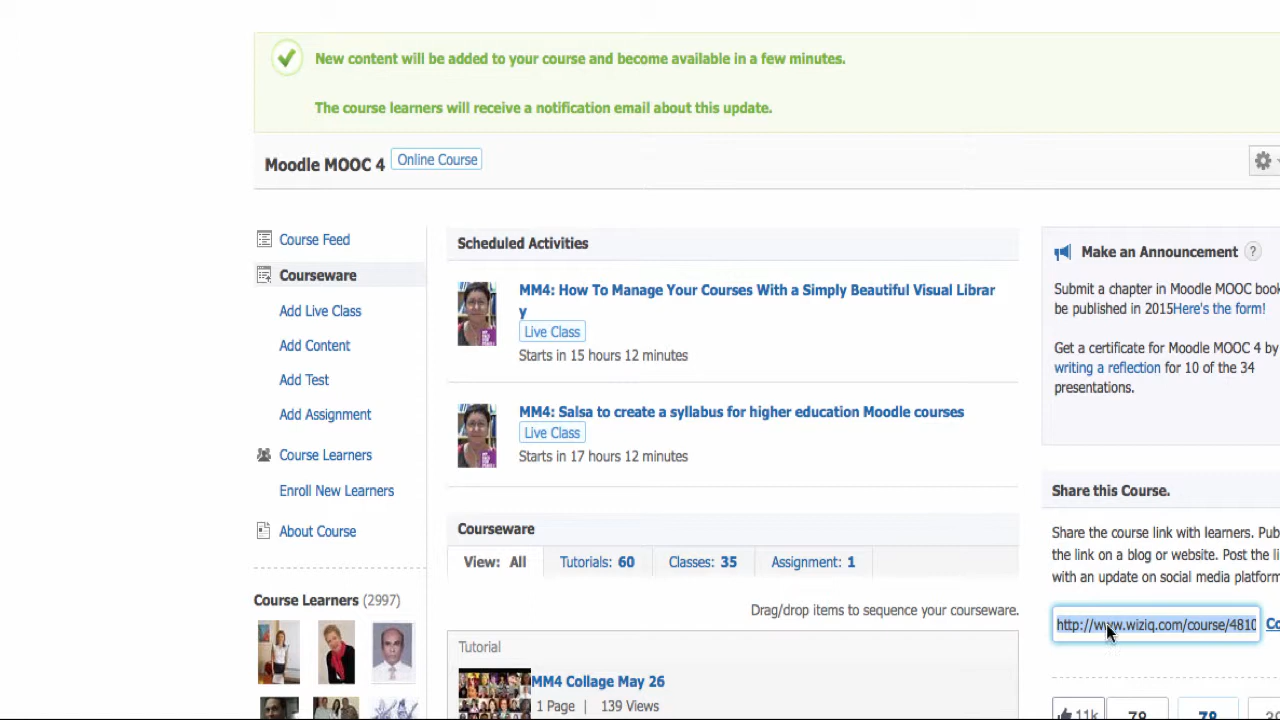 New content will be added to your course and become available in a few minutes.
The course learners will receive a notification email about this update.
Moodle MOOC 4 Online Course
Course Feed
Courseware
Add Live Class
Add Content
Add Test
Add Assignment
Course Learners
Enroll New Learners
About Course
Course Learners (2997)
Scheduled Activities
MM4: How To Manage Your Courses With a Simply Beautiful Visual Librar
y
Live Class
Starts in 15 hours 12 minutes
MM4: Salsa to create a syllabus for higher education Moodle courses
Live Class
Starts in 17 hours 12 minutes
Courseware
View: All Tutorials: 60 Classes: 35 Assignment: 1
Drag/drop items to sequence your courseware.
Tutorial
MM4 Collage May 26
1 Page | 139 Views
Make an Announcement ?
Submit a chapter in Moodle MOOC book
be published in 2015Here's the form!
Get a certificate for Moodle MOOC 4 by
writing a reflection for 10 of the 34
presentations.
Share this Course.
Share the course link with learners. Pub
the link on a blog or website. Post the li
with an update on social media platform
http://www.wiziq.com/course/4810 Co
11k 79 78